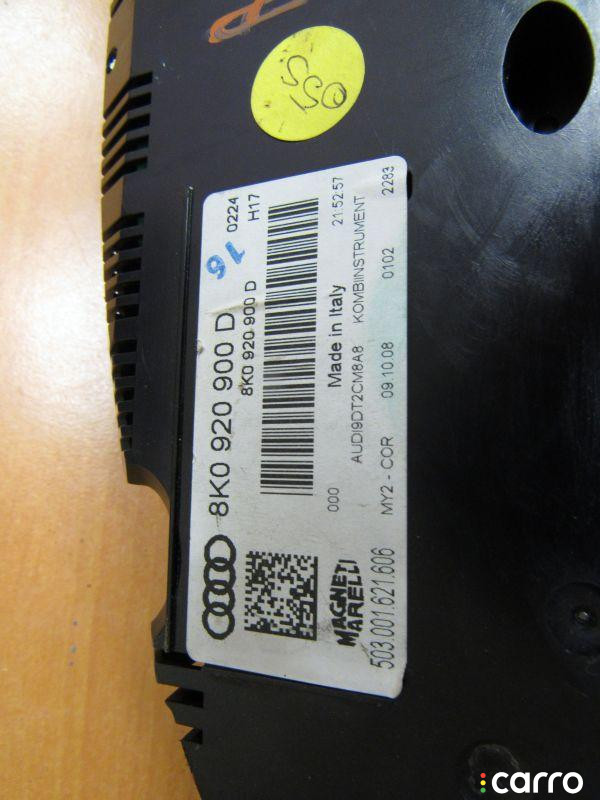 055
16
8K0 920 900 D
0224
8K0 920 900 D
H17
000
Made in Italy
21:52:57
AUDI9DT2CM8A8 KOMBIINSTRUMENT
MY2 - COR 09.10.08 0102 2283
MAGNETI
MARELLI
503.001.621.606
carro